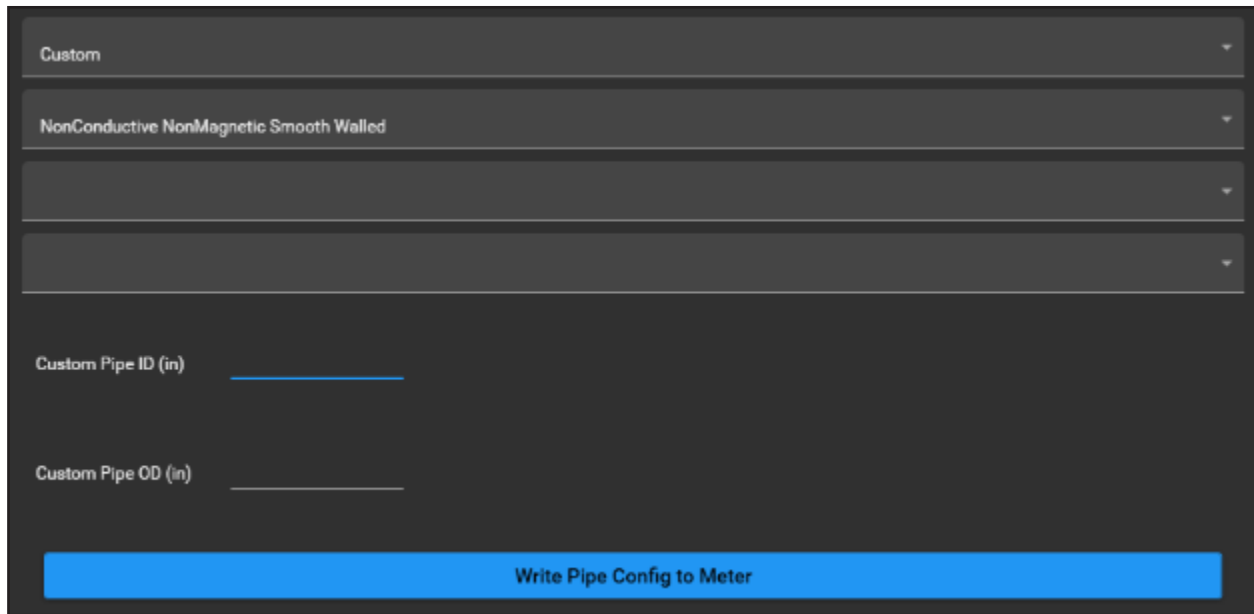 Custom
NonConductive NonMagnetic Smooth Walled
Custom Pipe ID (in)
Custom Pipe OD (in)
Write Pipe Config to Meter